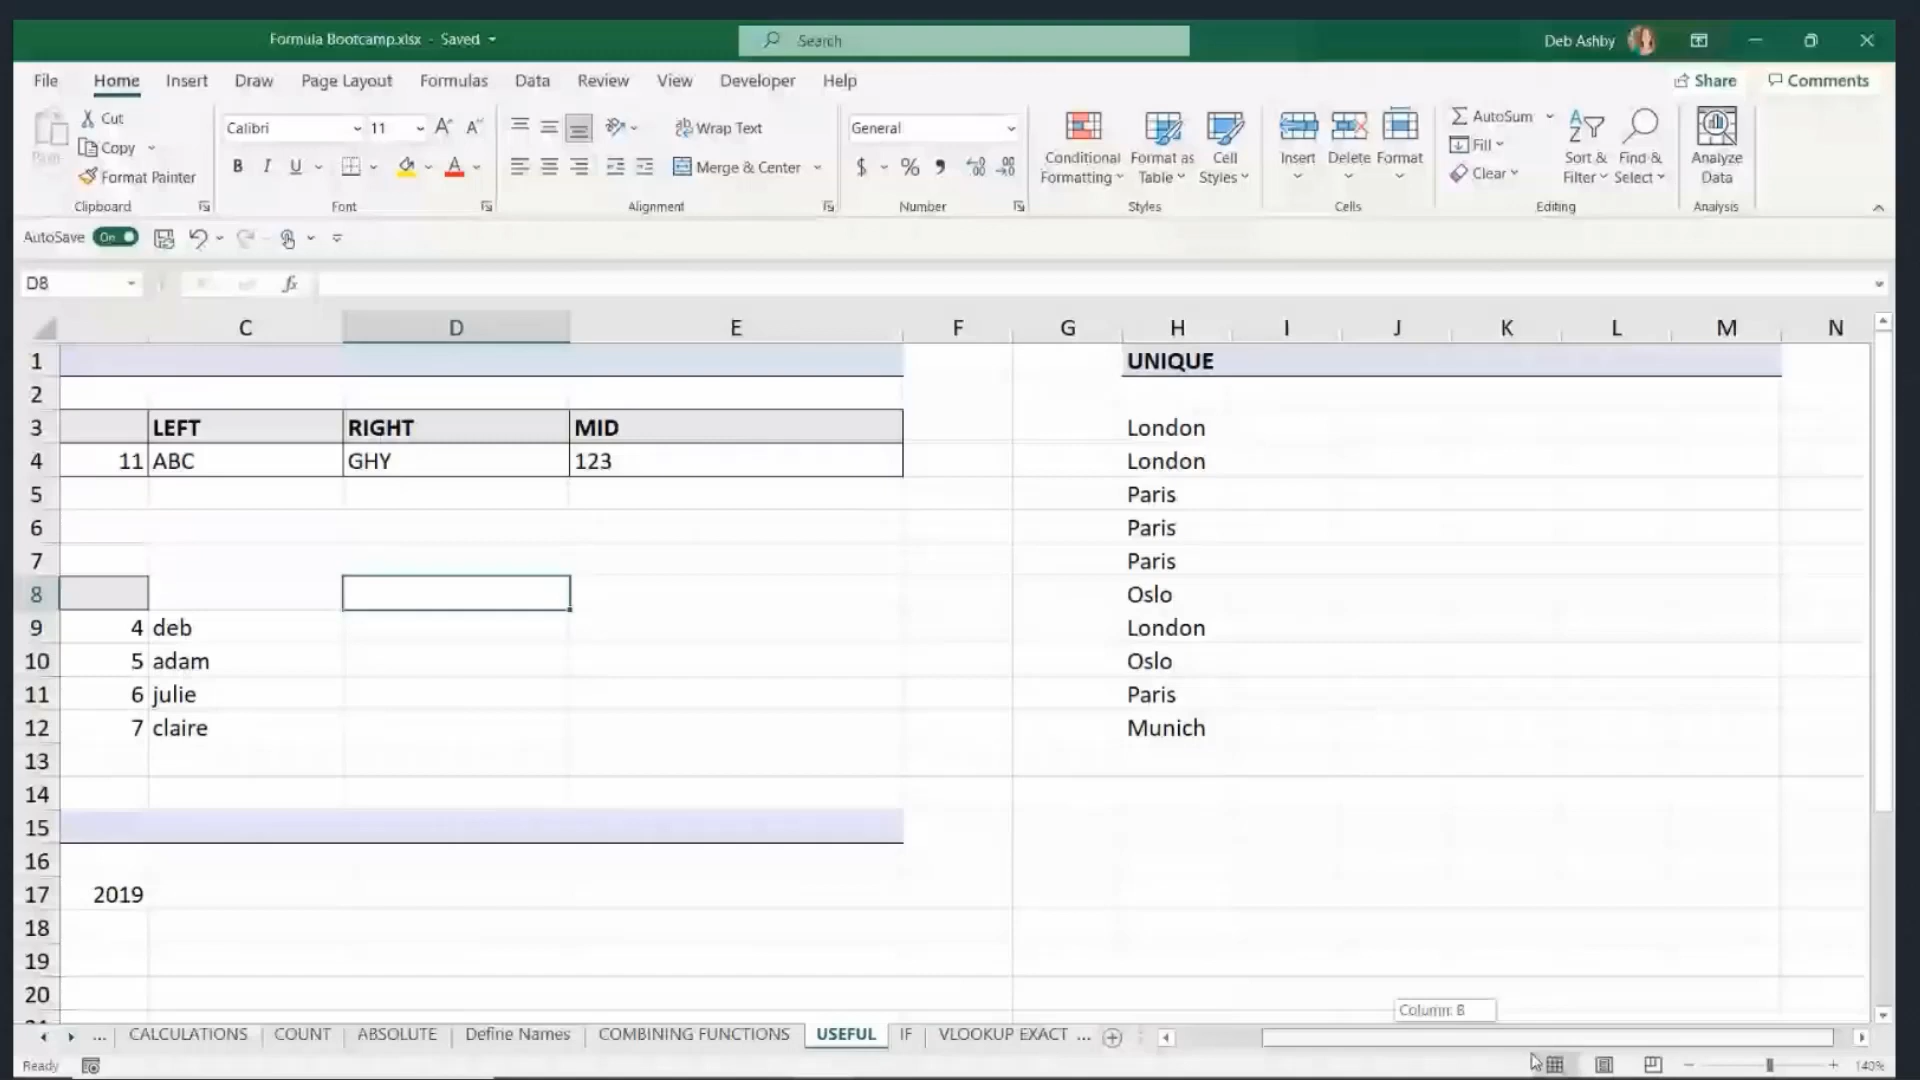 Formula Bootcamp.xlsx - Saved
Search
Deb Ashby
File Home Insert Draw Page Layout Formulas Data Review View Developer Help
Share Comments
Cut
Copy
Format Painter
Clipboard
Calibri 11
B I U
Font
Wrap Text
Merge & Center
Alignment
General
$ %
Number
Conditional Formatting
Format as Table
Cell Styles
Styles
Insert Delete Format
Cells
AutoSum
Fill
Clear
Sort & Filter
Find & Select
Editing
Analyze Data
Analysis
AutoSave On
D8 fx
C D E F G H I J K L M N
1 UNIQUE
2
3 LEFT RIGHT MID London
4 11 ABC GHY 123 London
5 Paris
6 Paris
7 Paris
8 Oslo
9 4 deb London
10 5 adam Oslo
11 6 julie Paris
12 7 claire Munich
13
14
15
16
17 2019
18
19
20
Column: B
... CALCULATIONS COUNT ABSOLUTE Define Names COMBINING FUNCTIONS USEFUL IF VLOOKUP EXACT ...
Ready 140%